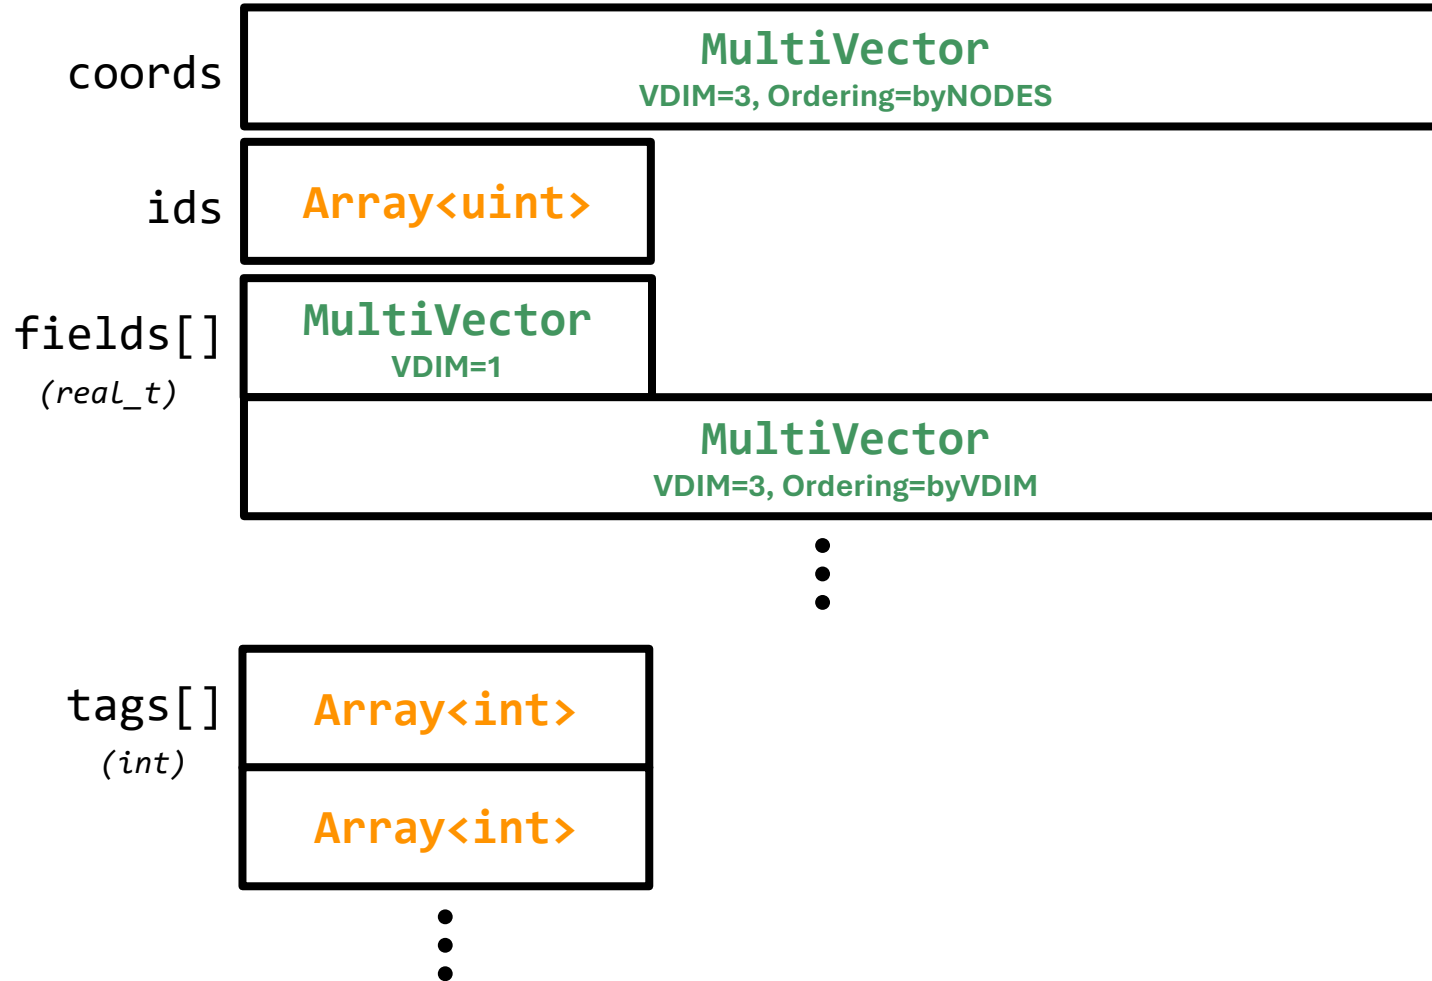 coords
MultiVector
VDIM=3, Ordering=byNODES
ids
Array<uint>
fields[]
(real_t)
MultiVector
VDIM=1
MultiVector
VDIM=3, Ordering=byVDIM
tags[]
(int)
Array<int>
Array<int>